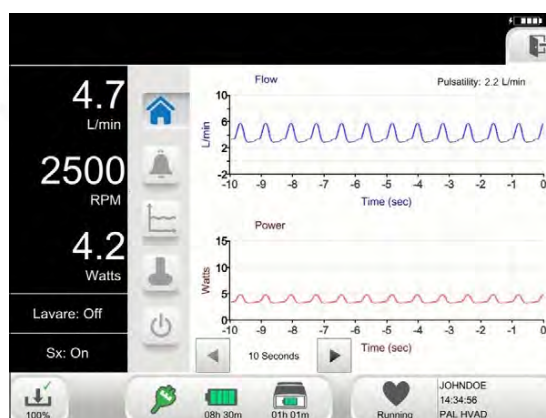 4.7
L/min
2500
RPM
4.2
Watts
Lavare: Off
Sx: On
Flow
Pulsatility: 2.2 L/min
L/min
10
6
2
-2
-10 -9 -8 -7 -6 -5 -4 -3 -2 -1 0
Time (sec)
Power
Watts
15
10
5
0
-10 -9 -8 -7 -6 -5 -4 -3 -2 -1 0
10 Seconds
Time (sec)
100%
08h 30m
01h 01m
Running
JOHNDOE
14:34:56
PAL HVAD